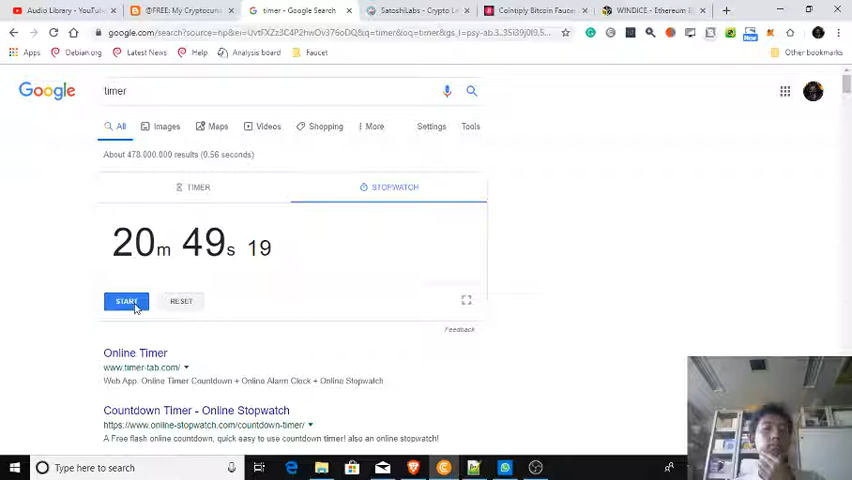 Audio Library - YouTube
@FREE: My Cryptocurr
timer - Google Search
SatoshiLabs - Crypto
Cointiply Bitcoin Fauce
WINDICE - Ethereum
Apps
Debian.org
Latest News
Help
Analysis board
Faucet
Other bookmarks
Google
timer
All
Images
Maps
Videos
Shopping
More
Settings
Tools
About 478.000.000 results (0.56 seconds)
TIMER
STOPWATCH
20m 49s 19
START
RESET
Feedback
Online Timer
www.timer-tab.com/
Web App. Online Timer Countdown + Online Alarm Clock + Online Stopwatch
Countdown Timer - Online Stopwatch
https://www.online-stopwatch.com/countdown-timer/
A Free flash online countdown, quick easy to use countdown timer! also an online stopwatch!
Type here to search